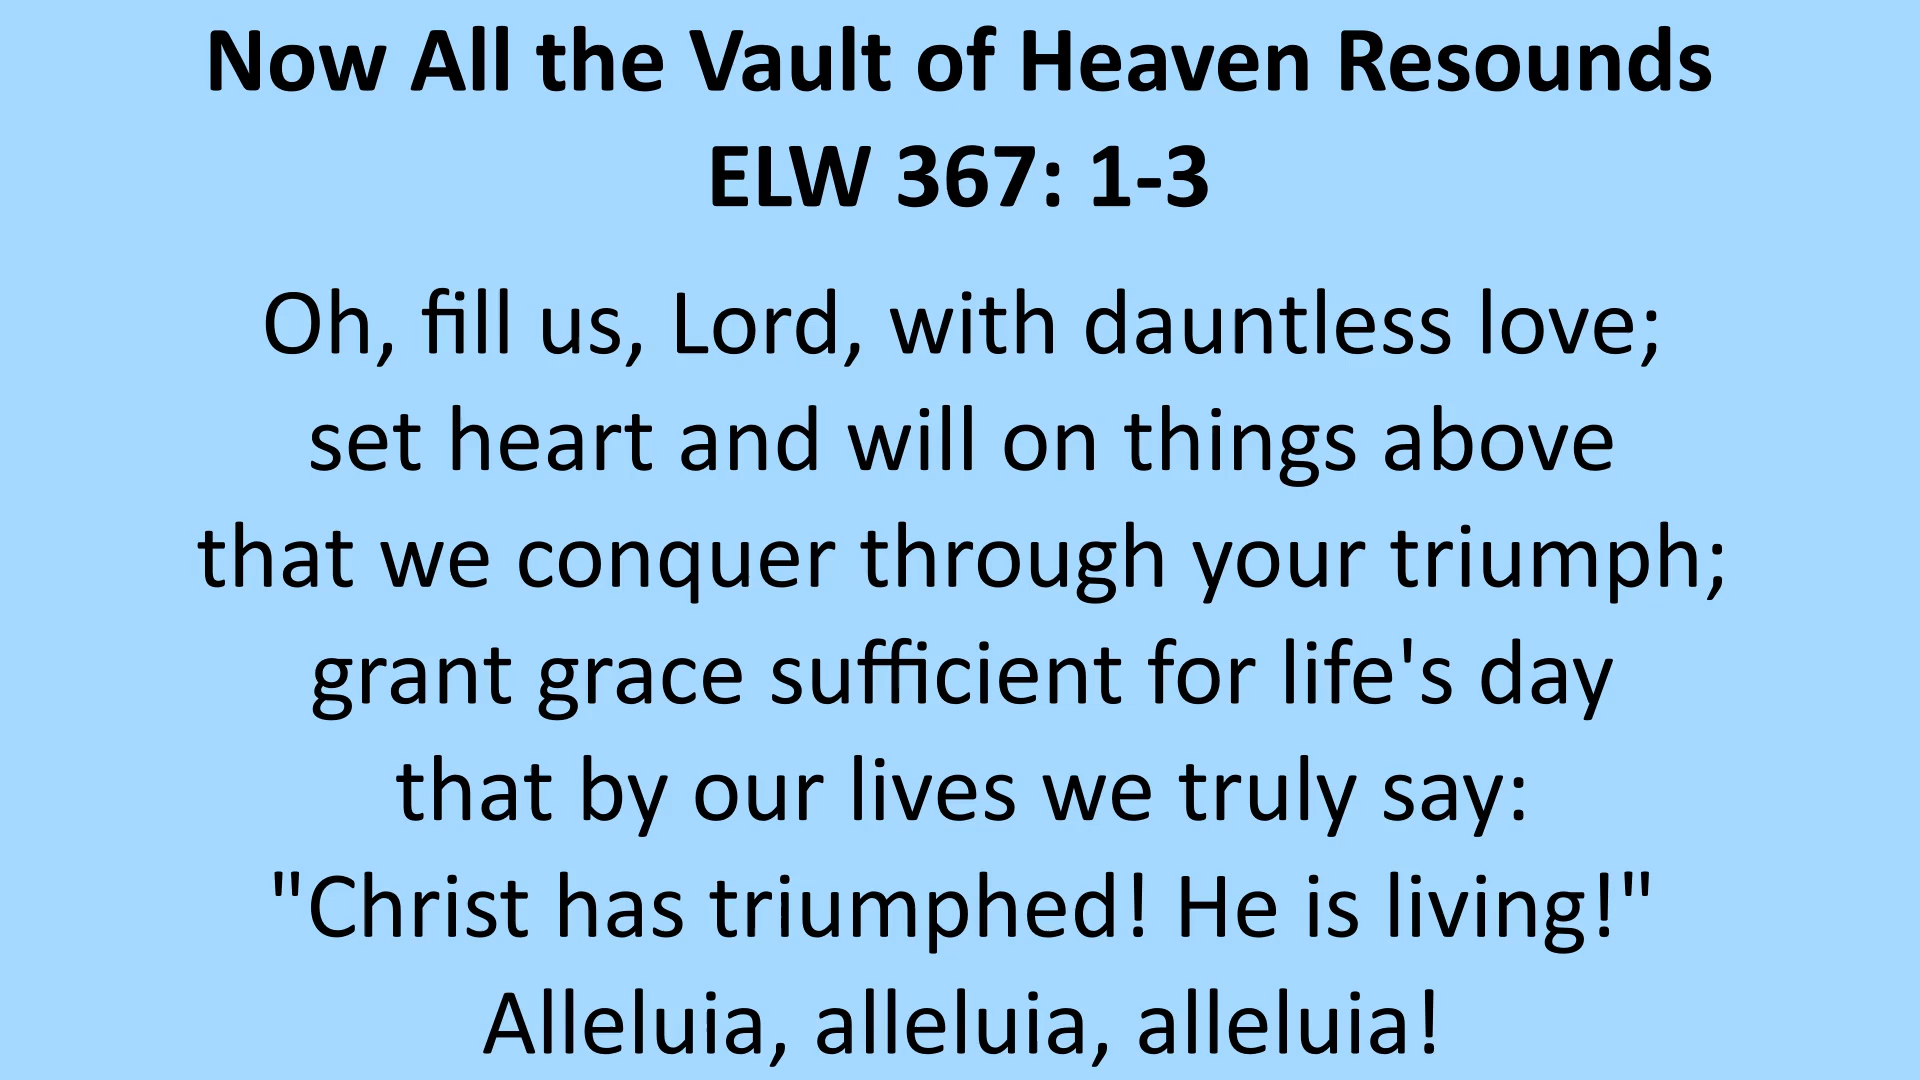 Now All the Vault of Heaven Resounds
ELW 367: 1-3
Oh, fill us, Lord, with dauntless love;
set heart and will on things above
that we conquer through your triumph;
grant grace sufficient for life's day
that by our lives we truly say:
"Christ has triumphed! He is living!"
Alleluia, alleluia, alleluia!